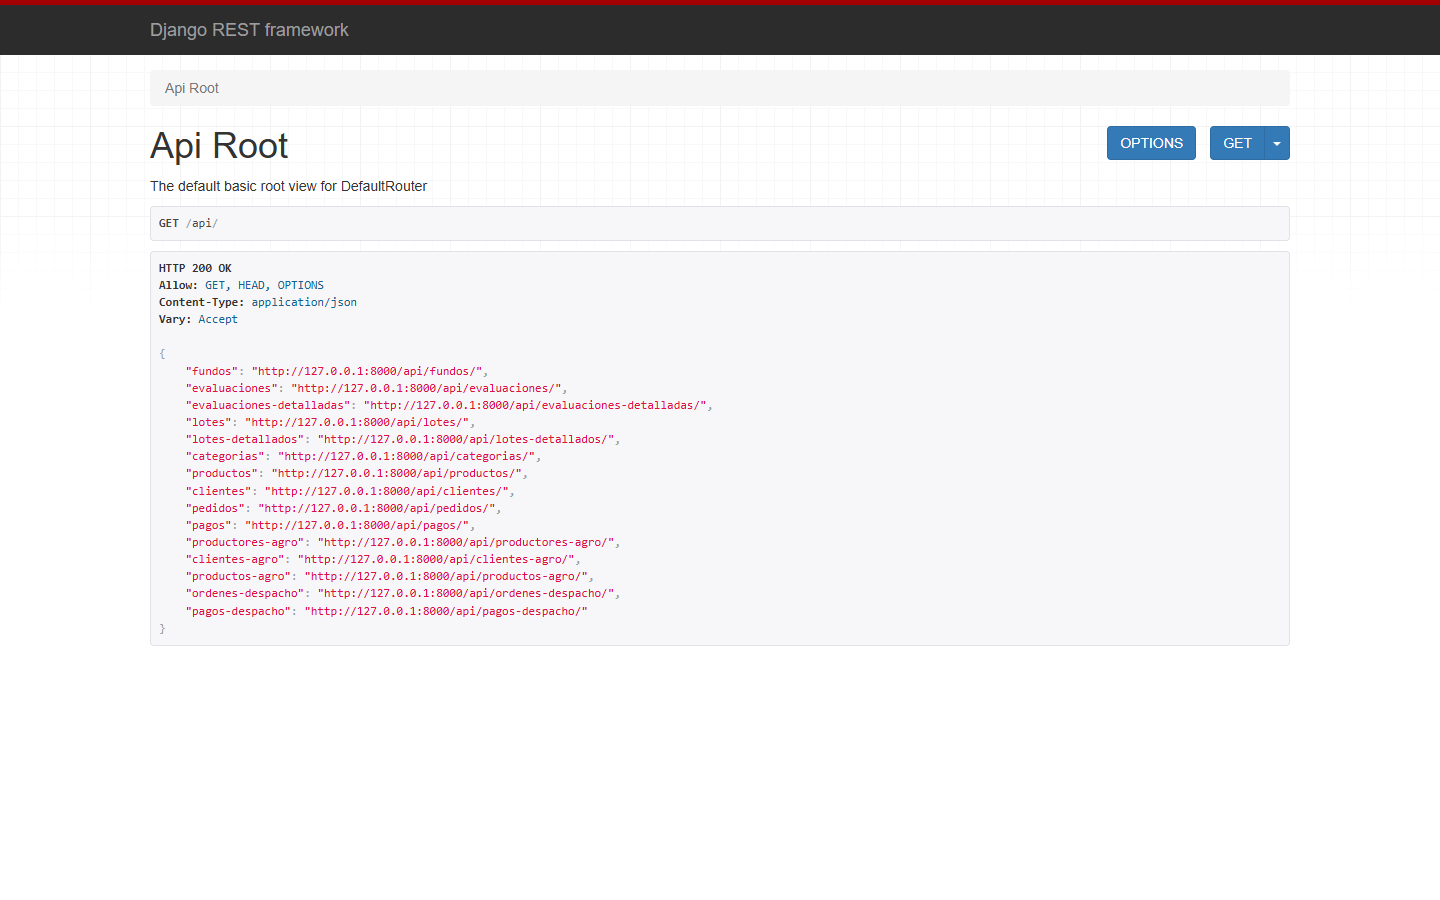 Django REST framework
Api Root
Api Root
OPTIONS
GET
The default basic root view for DefaultRouter
GET /api/
HTTP 200 OK
Allow: GET, HEAD, OPTIONS
Content-Type: application/json
Vary: Accept
{
    "fundos": "http://127.0.0.1:8000/api/fundos/",
    "evaluaciones": "http://127.0.0.1:8000/api/evaluaciones/",
    "evaluaciones-detalladas": "http://127.0.0.1:8000/api/evaluaciones-detalladas/",
    "lotes": "http://127.0.0.1:8000/api/lotes/",
    "lotes-detallados": "http://127.0.0.1:8000/api/lotes-detallados/",
    "categorias": "http://127.0.0.1:8000/api/categorias/",
    "productos": "http://127.0.0.1:8000/api/productos/",
    "clientes": "http://127.0.0.1:8000/api/clientes/",
    "pedidos": "http://127.0.0.1:8000/api/pedidos/",
    "pagos": "http://127.0.0.1:8000/api/pagos/",
    "productores-agro": "http://127.0.0.1:8000/api/productores-agro/",
    "clientes-agro": "http://127.0.0.1:8000/api/clientes-agro/",
    "productos-agro": "http://127.0.0.1:8000/api/productos-agro/",
    "ordenes-despacho": "http://127.0.0.1:8000/api/ordenes-despacho/",
    "pagos-despacho": "http://127.0.0.1:8000/api/pagos-despacho/"
}